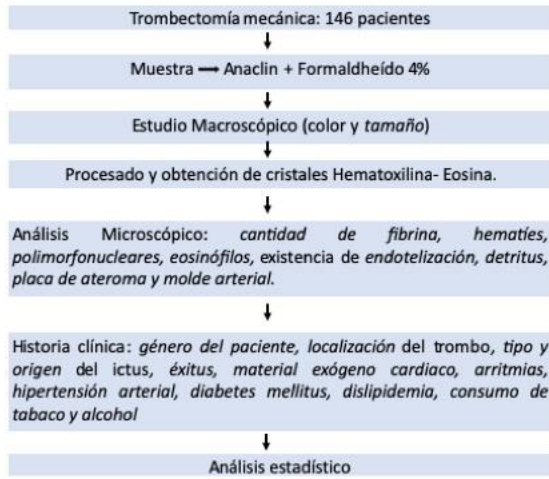 Trombectomía mecánica: 146 pacientes
Muestra → Anaclin + Formaldheído 4%
Estudio Macroscópico (color y tamaño)
Procesado y obtención de cristales Hematoxilina- Eosina.
Análisis Microscópico: cantidad de fibrina, hematíes,
polimorfonucleares, eosinófilos, existencia de endotelización, detritus,
placa de ateroma y molde arterial.
Historia clínica: género del paciente, localización del trombo, tipo y
origen del ictus, éxitus, material exógeno cardiaco, arritmias,
hipertensión arterial, diabetes mellitus, dislipidemia, consumo de
tabaco y alcohol
Análisis estadístico